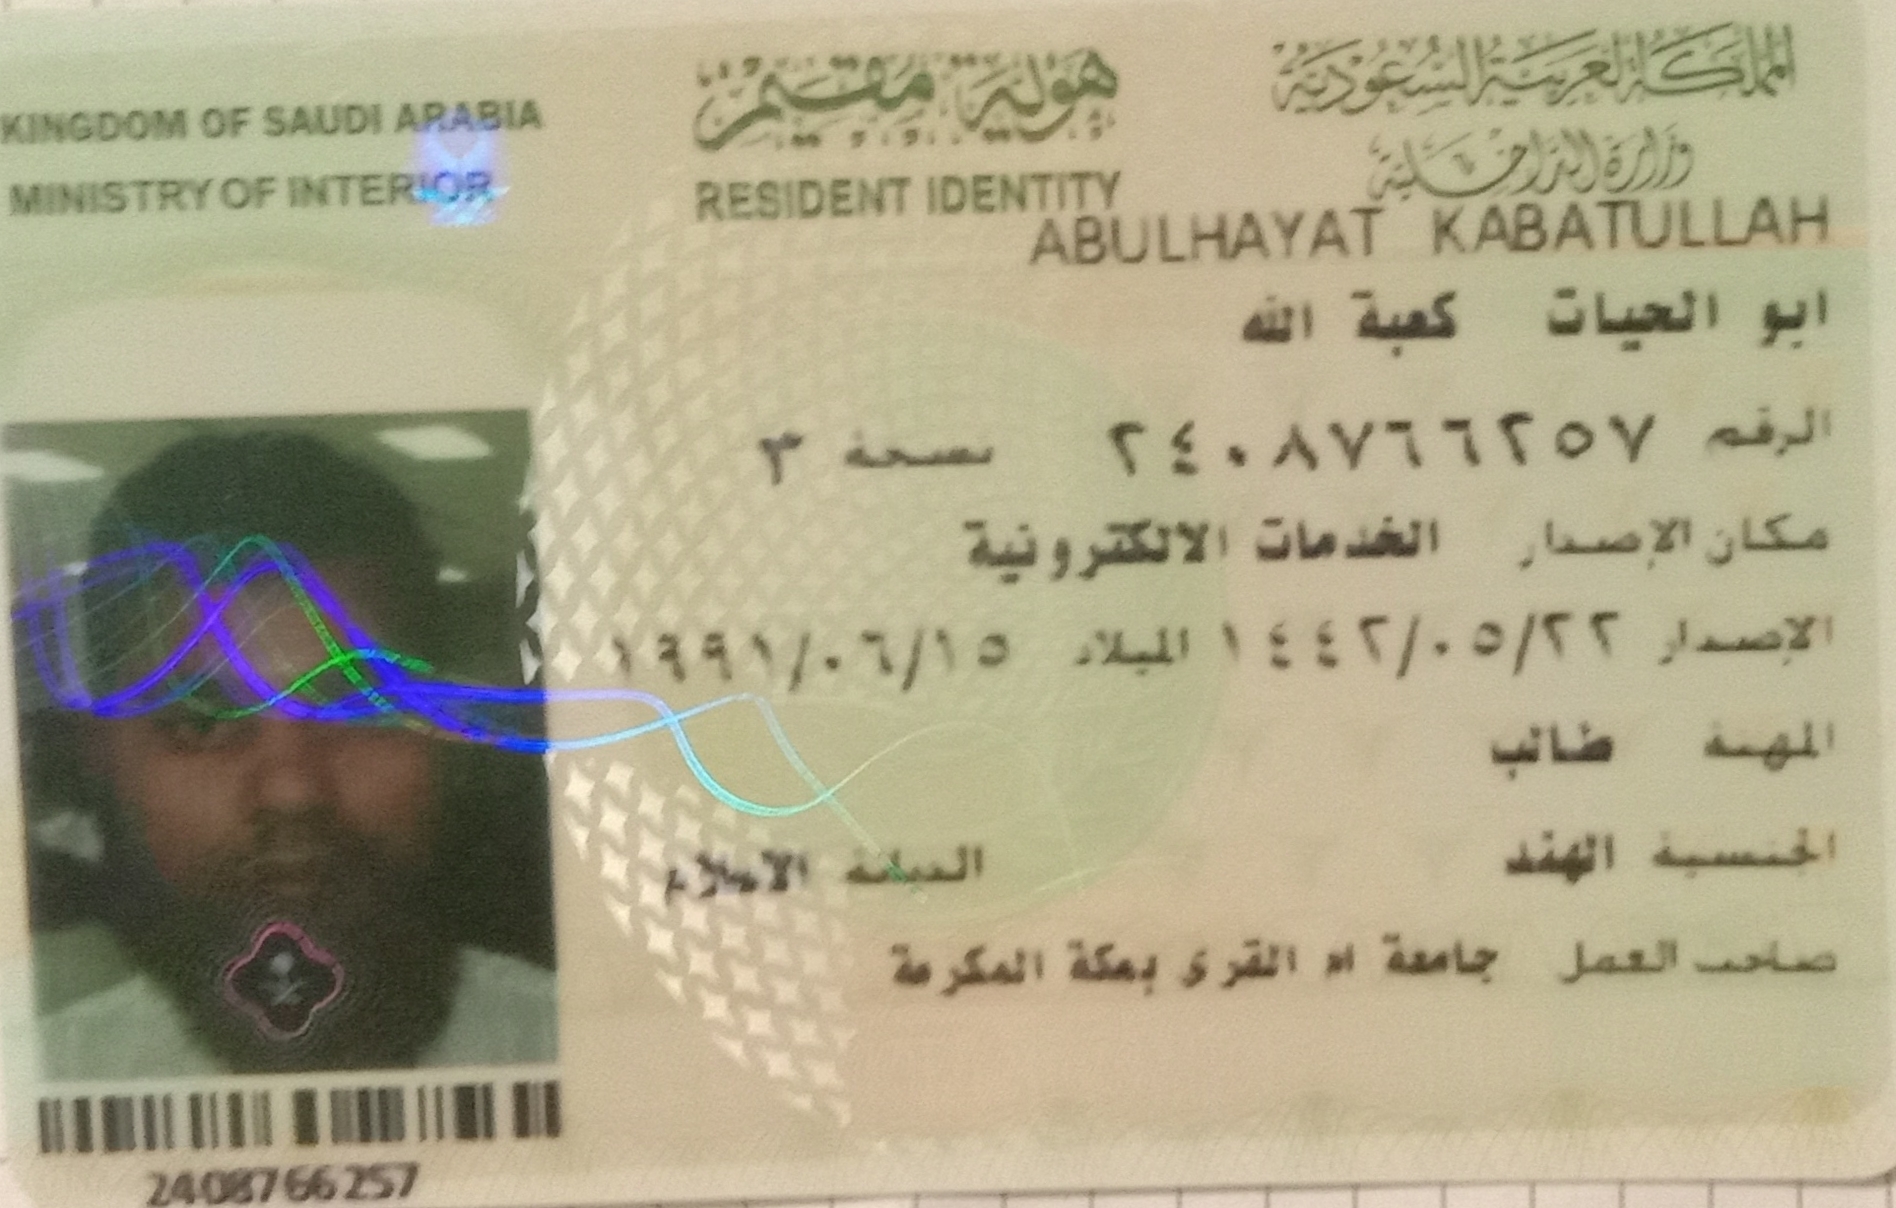 المملكة العربية السعودية
وزارة الداخلية
هوية مقيم
RESIDENT IDENTITY
KINGDOM OF SAUDI ARABIA
MINISTRY OF INTERIOR
ABULHAYAT KABATULLAH
ابو الحيات كعبة الله
الرقم ٢٤٠٨٧٦٦٢٥٧ نسخة ٣
مكان الإصدار الخدمات الالكترونية
الإصدار ١٤٤٢/٠٥/٢٢ الميلاد ١٩٩١/٠٦/١٥
المهنة طالب
الجنسية الهند الديانة الاسلام
صاحب العمل جامعة ام القرى بمكة المكرمة
2408766257